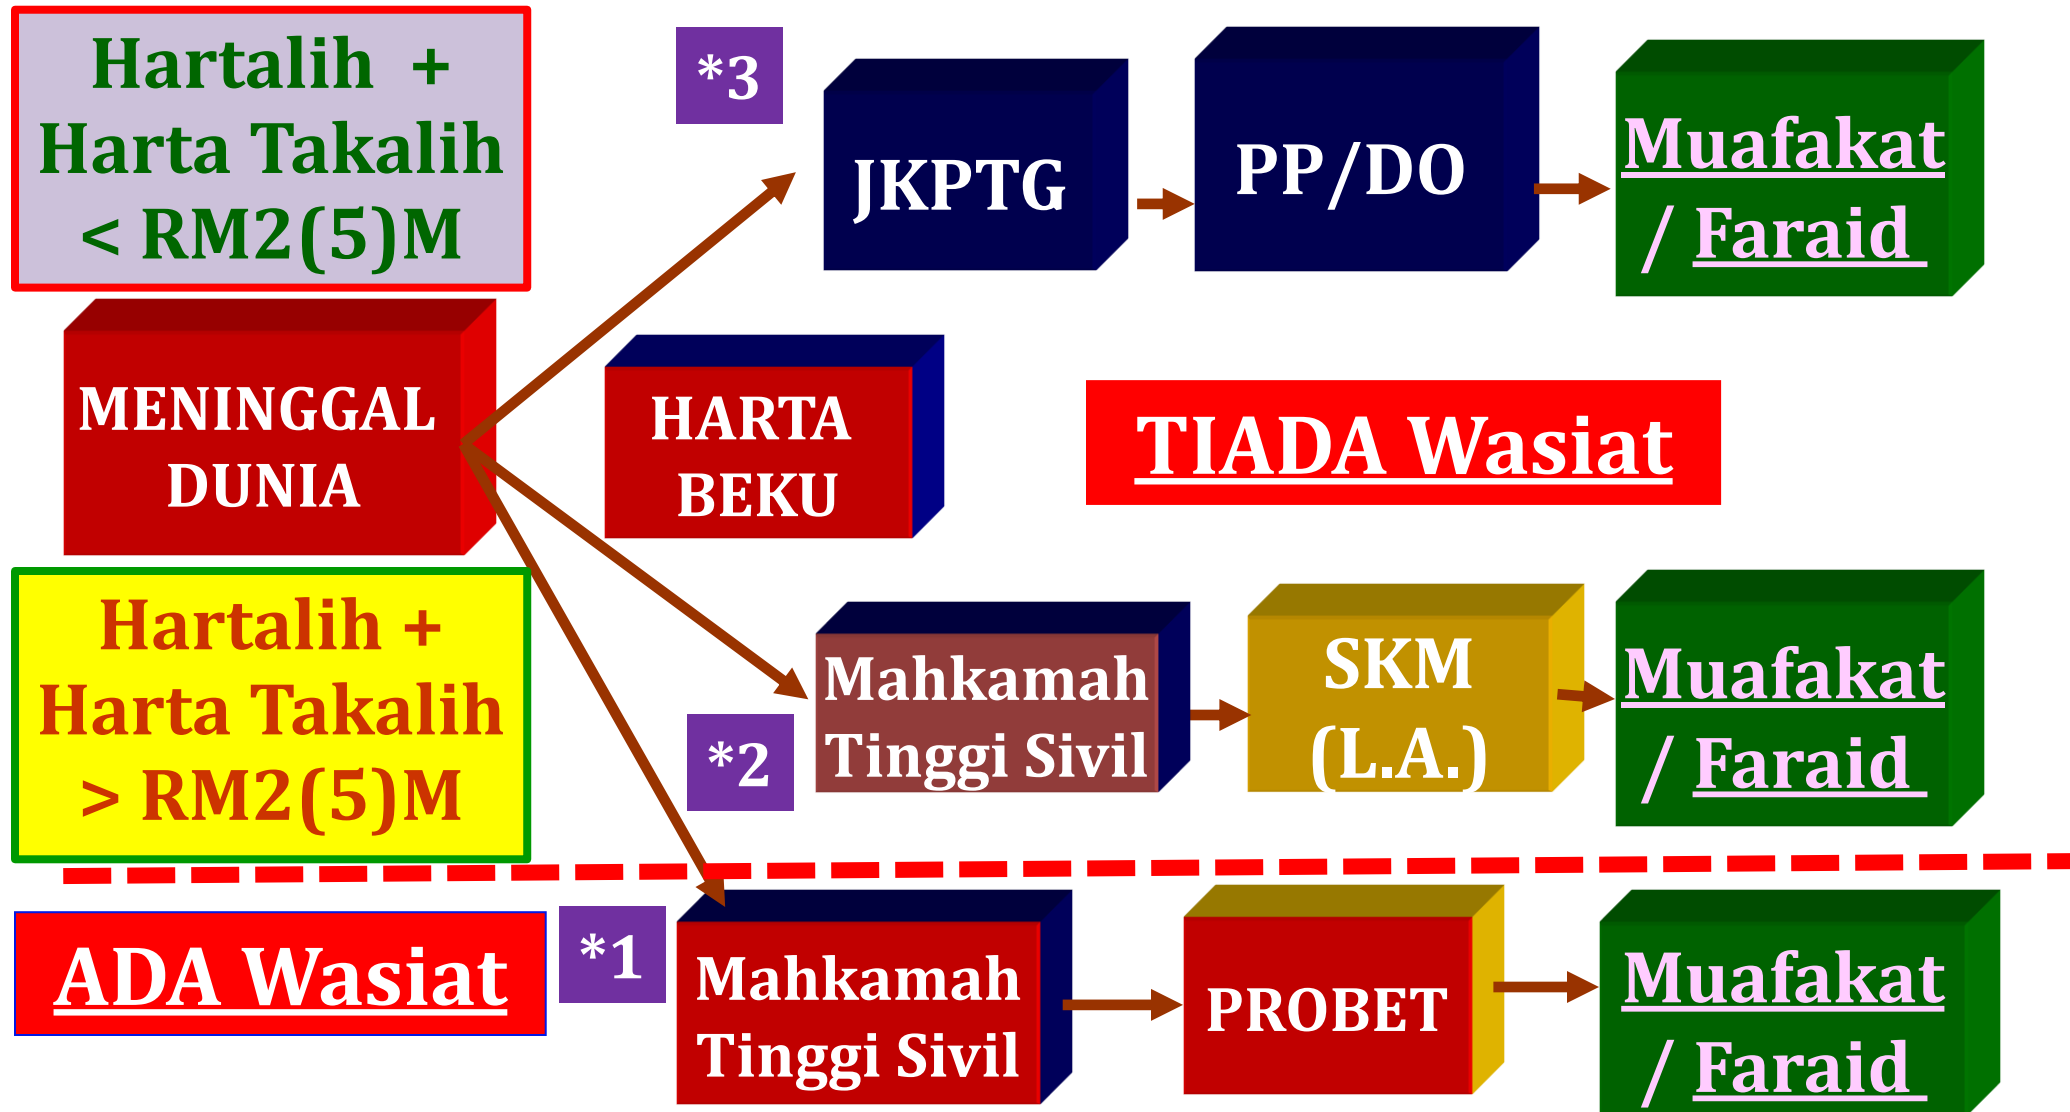 Hartalih +
Harta Takalih
< RM2(5)M
*3
JKPTG
PP/DO
Muafakat
/ Faraid
MENINGGAL
DUNIA
HARTA
BEKU
TIADA Wasiat
Hartalih +
Harta Takalih
> RM2(5)M
*2
Mahkamah
Tinggi Sivil
SKM
(L.A.)
Muafakat
/ Faraid
ADA Wasiat
*1
Mahkamah
Tinggi Sivil
PROBET
Muafakat
/ Faraid